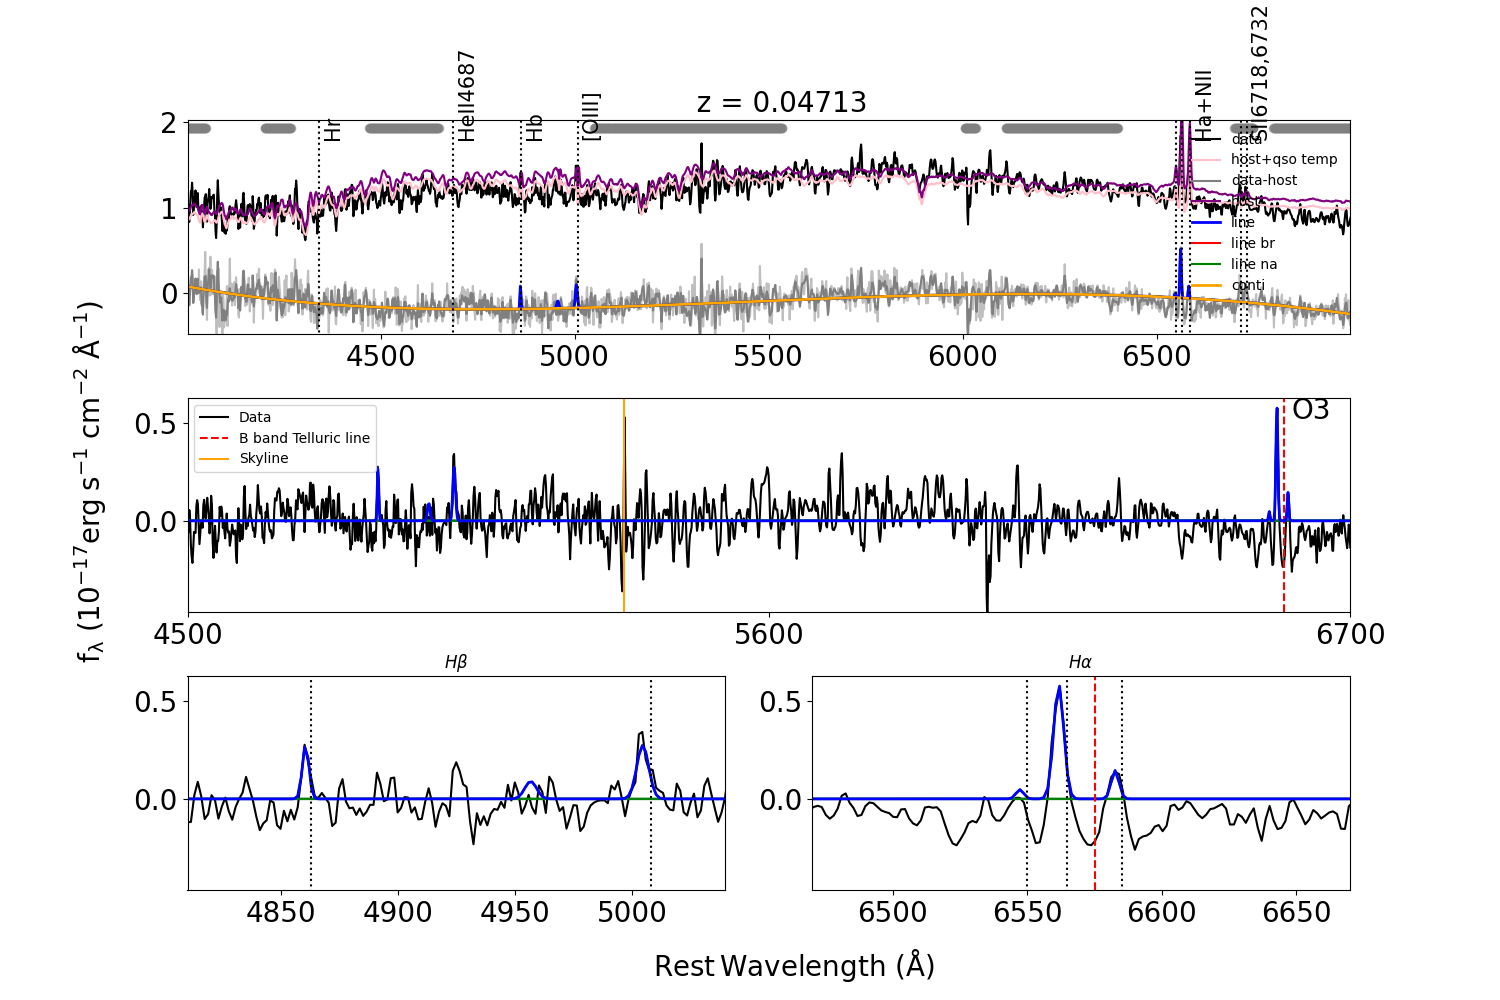 z = 0.04713
Hr
HeII4687
Hb
[OIII]
Ha+NII
SII6718,6732
2
1
0
data
host+qso temp
data-host
host
line
line br
line na
conti
4500
5000
5500
6000
6500
fλ (10−17erg s−1 cm−2 Å−1)
0.5
0.0
Data
B band Telluric line
Skyline
O3
4500
5600
6700
Hβ
0.5
0.0
4850
4900
4950
5000
Hα
0.5
0.0
6500
6550
6600
6650
Rest Wavelength (Å)